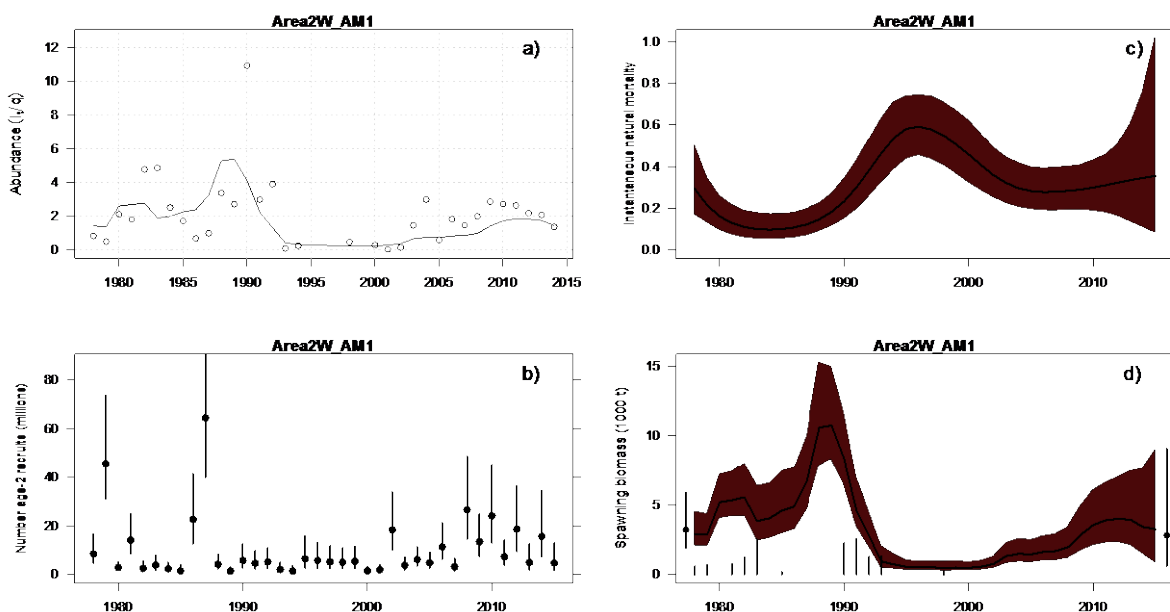 Area2W_AM1
a)
Abundance (It/q)
12
10
8
6
4
2
0
1980 1985 1990 1995 2000 2005 2010 2015
Area2W_AM1
c)
Instantaneous natural mortality
1.0
0.8
0.6
0.4
0.2
0.0
1980 1990 2000 2010
Area2W_AM1
b)
Number age-2 recruits (millions)
80
60
40
20
0
1980 1990 2000 2010
Area2W_AM1
d)
Spawning biomass (1000 t)
15
10
5
0
1980 1990 2000 2010